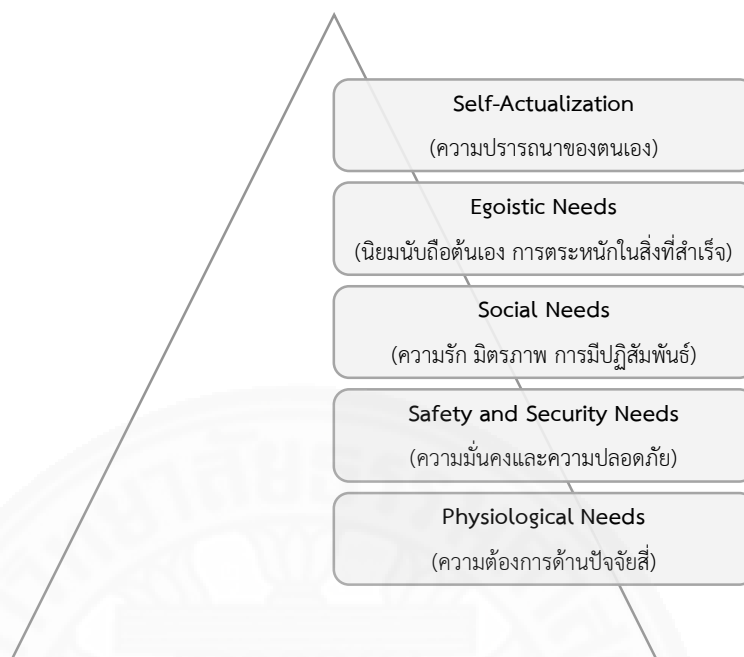 Self-Actualization
(ความปรารถนาของตนเอง)
Egoistic Needs
(นิยมนับถือต้นเอง การตระหนักในสิ่งที่สำเร็จ)
Social Needs
(ความรัก มิตรภาพ การมีปฏิสัมพันธ์)
Safety and Security Needs
(ความมั่นคงและความปลอดภัย)
Physiological Needs
(ความต้องการด้านปัจจัยสี่)